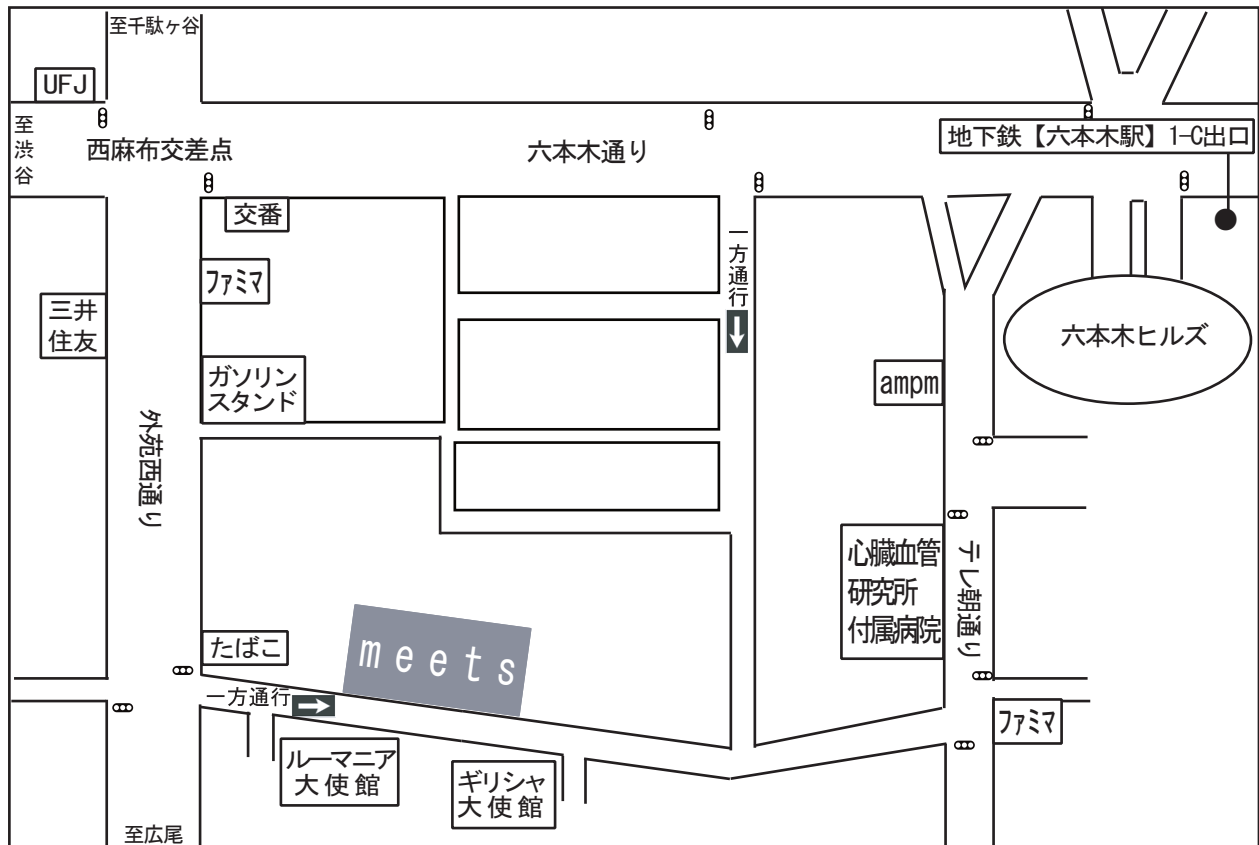 至千駄ヶ谷
UFJ
至渋谷
西麻布交差点
六本木通り
地下鉄【六本木駅】1-C出口
交番
一方通行
ファミマ
三井
住友
六本木ヒルズ
ガソリン
スタンド
ampm
外苑西通り
心臓血管
研究所
付属病院
テレ朝通り
たばこ
meets
一方通行
ファミマ
ルーマニア
大使館
ギリシャ
大使館
至広尾